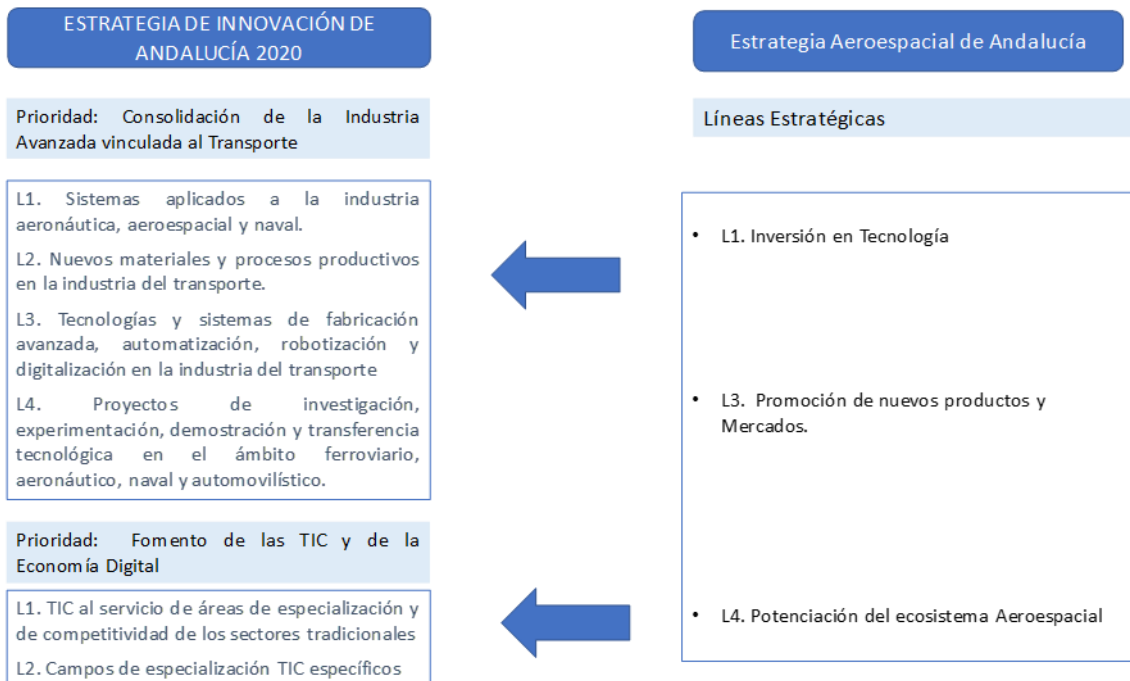 ESTRATEGIA DE INNOVACIÓN DE
ANDALUCÍA 2020
Prioridad: Consolidación de la Industria
Avanzada vinculada al Transporte
L1. Sistemas aplicados a la industria
aeronáutica, aeroespacial y naval.
L2. Nuevos materiales y procesos productivos
en la industria del transporte.
L3. Tecnologías y sistemas de fabricación
avanzada, automatización, robotización y
digitalización en la industria del transporte
L4. Proyectos de investigación,
experimentación, demostración y transferencia
tecnológica en el ámbito ferroviario,
aeronáutico, naval y automovilístico.
Prioridad: Fomento de las TIC y de la
Economía Digital
L1. TIC al servicio de áreas de especialización y
de competitividad de los sectores tradicionales
L2. Campos de especialización TIC específicos
Estrategia Aeroespacial de Andalucía
Líneas Estratégicas
• L1. Inversión en Tecnología
• L3. Promoción de nuevos productos y
Mercados.
• L4. Potenciación del ecosistema Aeroespacial